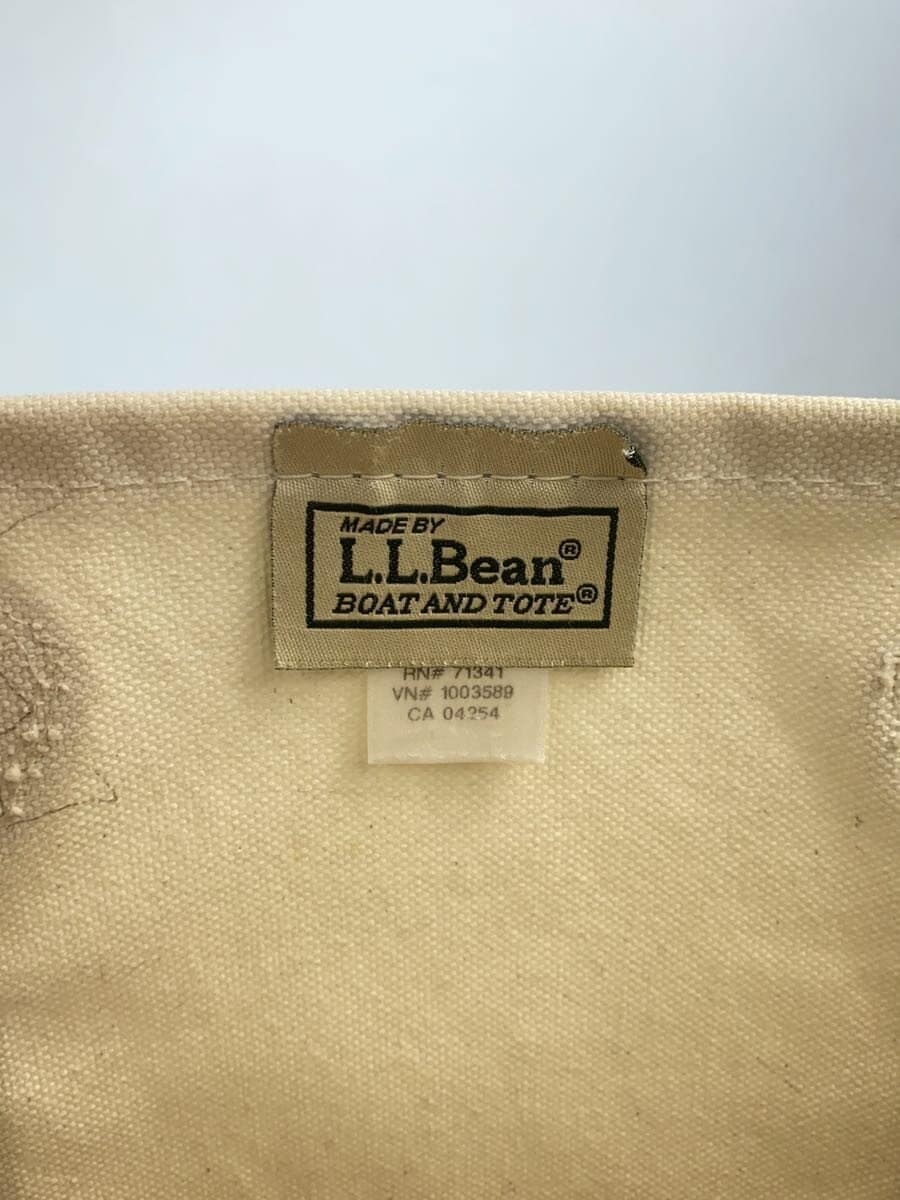 MADE BY
L.L.Bean®
BOAT AND TOTE®
RN# 71341
VN# 1003589
CA 04254